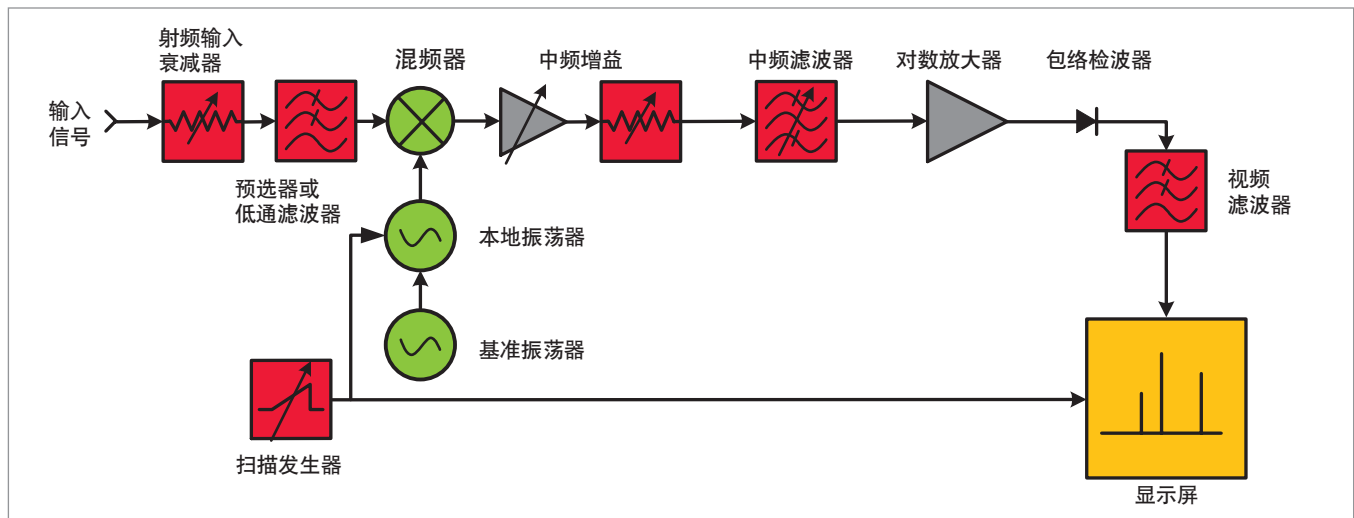 射频输入
衰减器
混频器
中频增益
中频滤波器
对数放大器
包络检波器
输入
信号
预选器或
低通滤波器
视频
滤波器
本地振荡器
基准振荡器
扫描发生器
显示屏